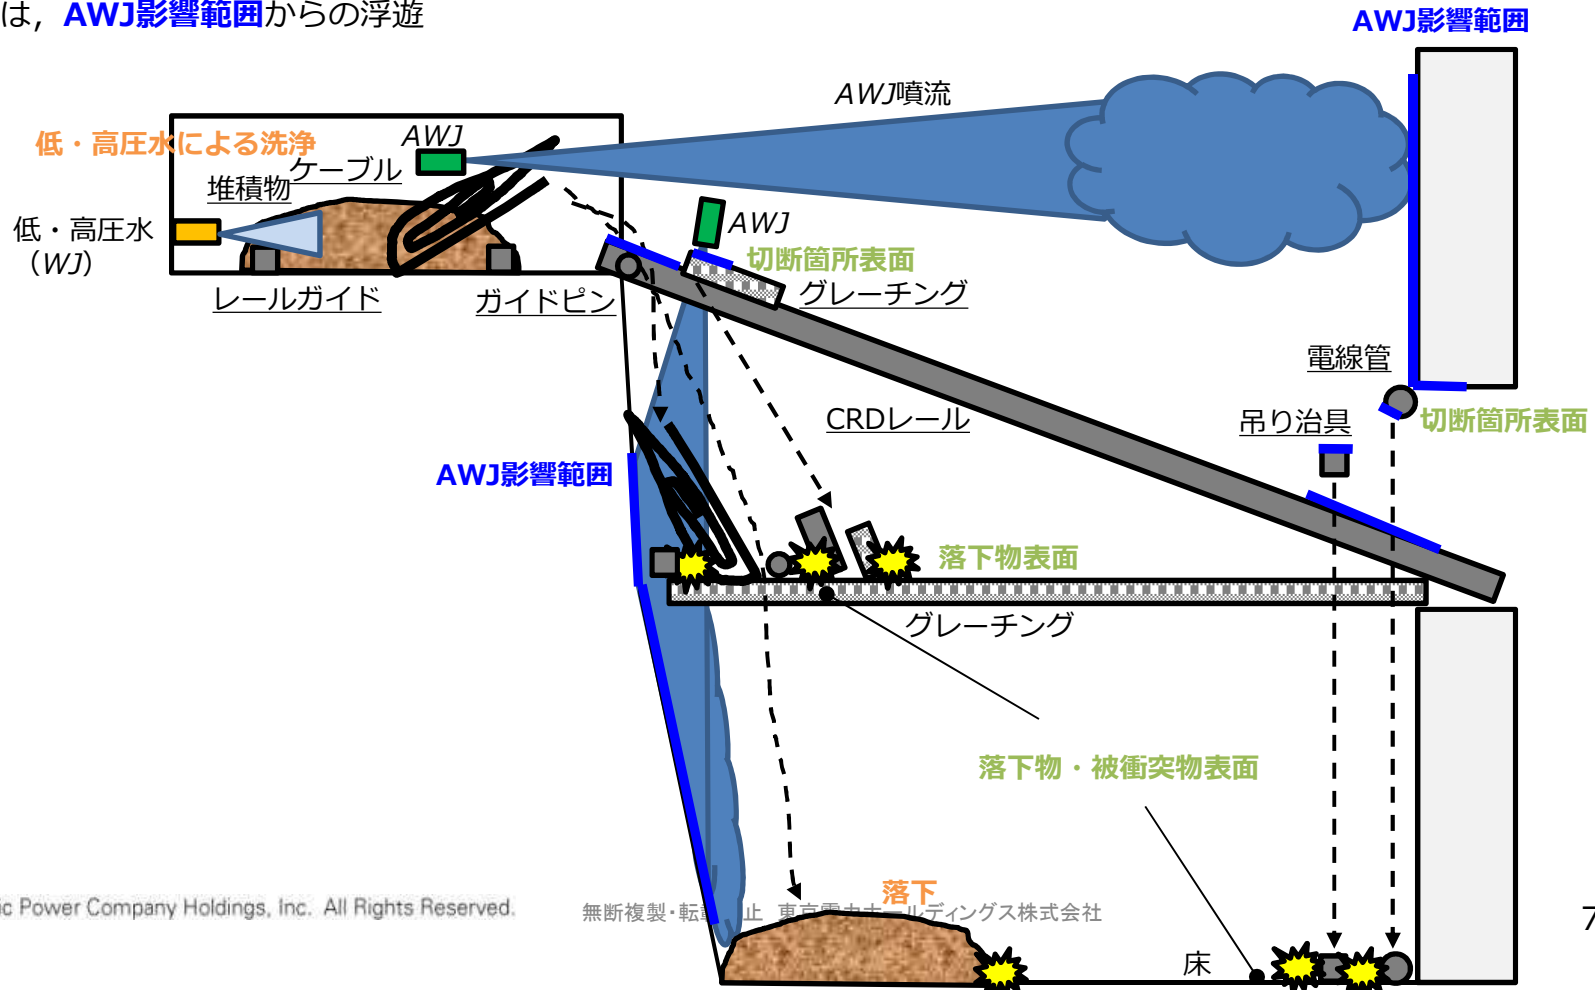 は，AWJ影響範囲からの浮遊
AWJ影響範囲
AWJ噴流
低・高圧水による洗浄
AWJ
ケーブル
堆積物
低・高圧水
（WJ）
AWJ
切断箇所表面
レールガイド
ガイドピン
グレーチング
電線管
CRDレール
吊り治具
切断箇所表面
AWJ影響範囲
落下物表面
グレーチング
落下物・被衝突物表面
落下
ic Power Company Holdings, Inc. All Rights Reserved.
無断複製・転載 止 東京電力ホールディングス株式会社
7
床